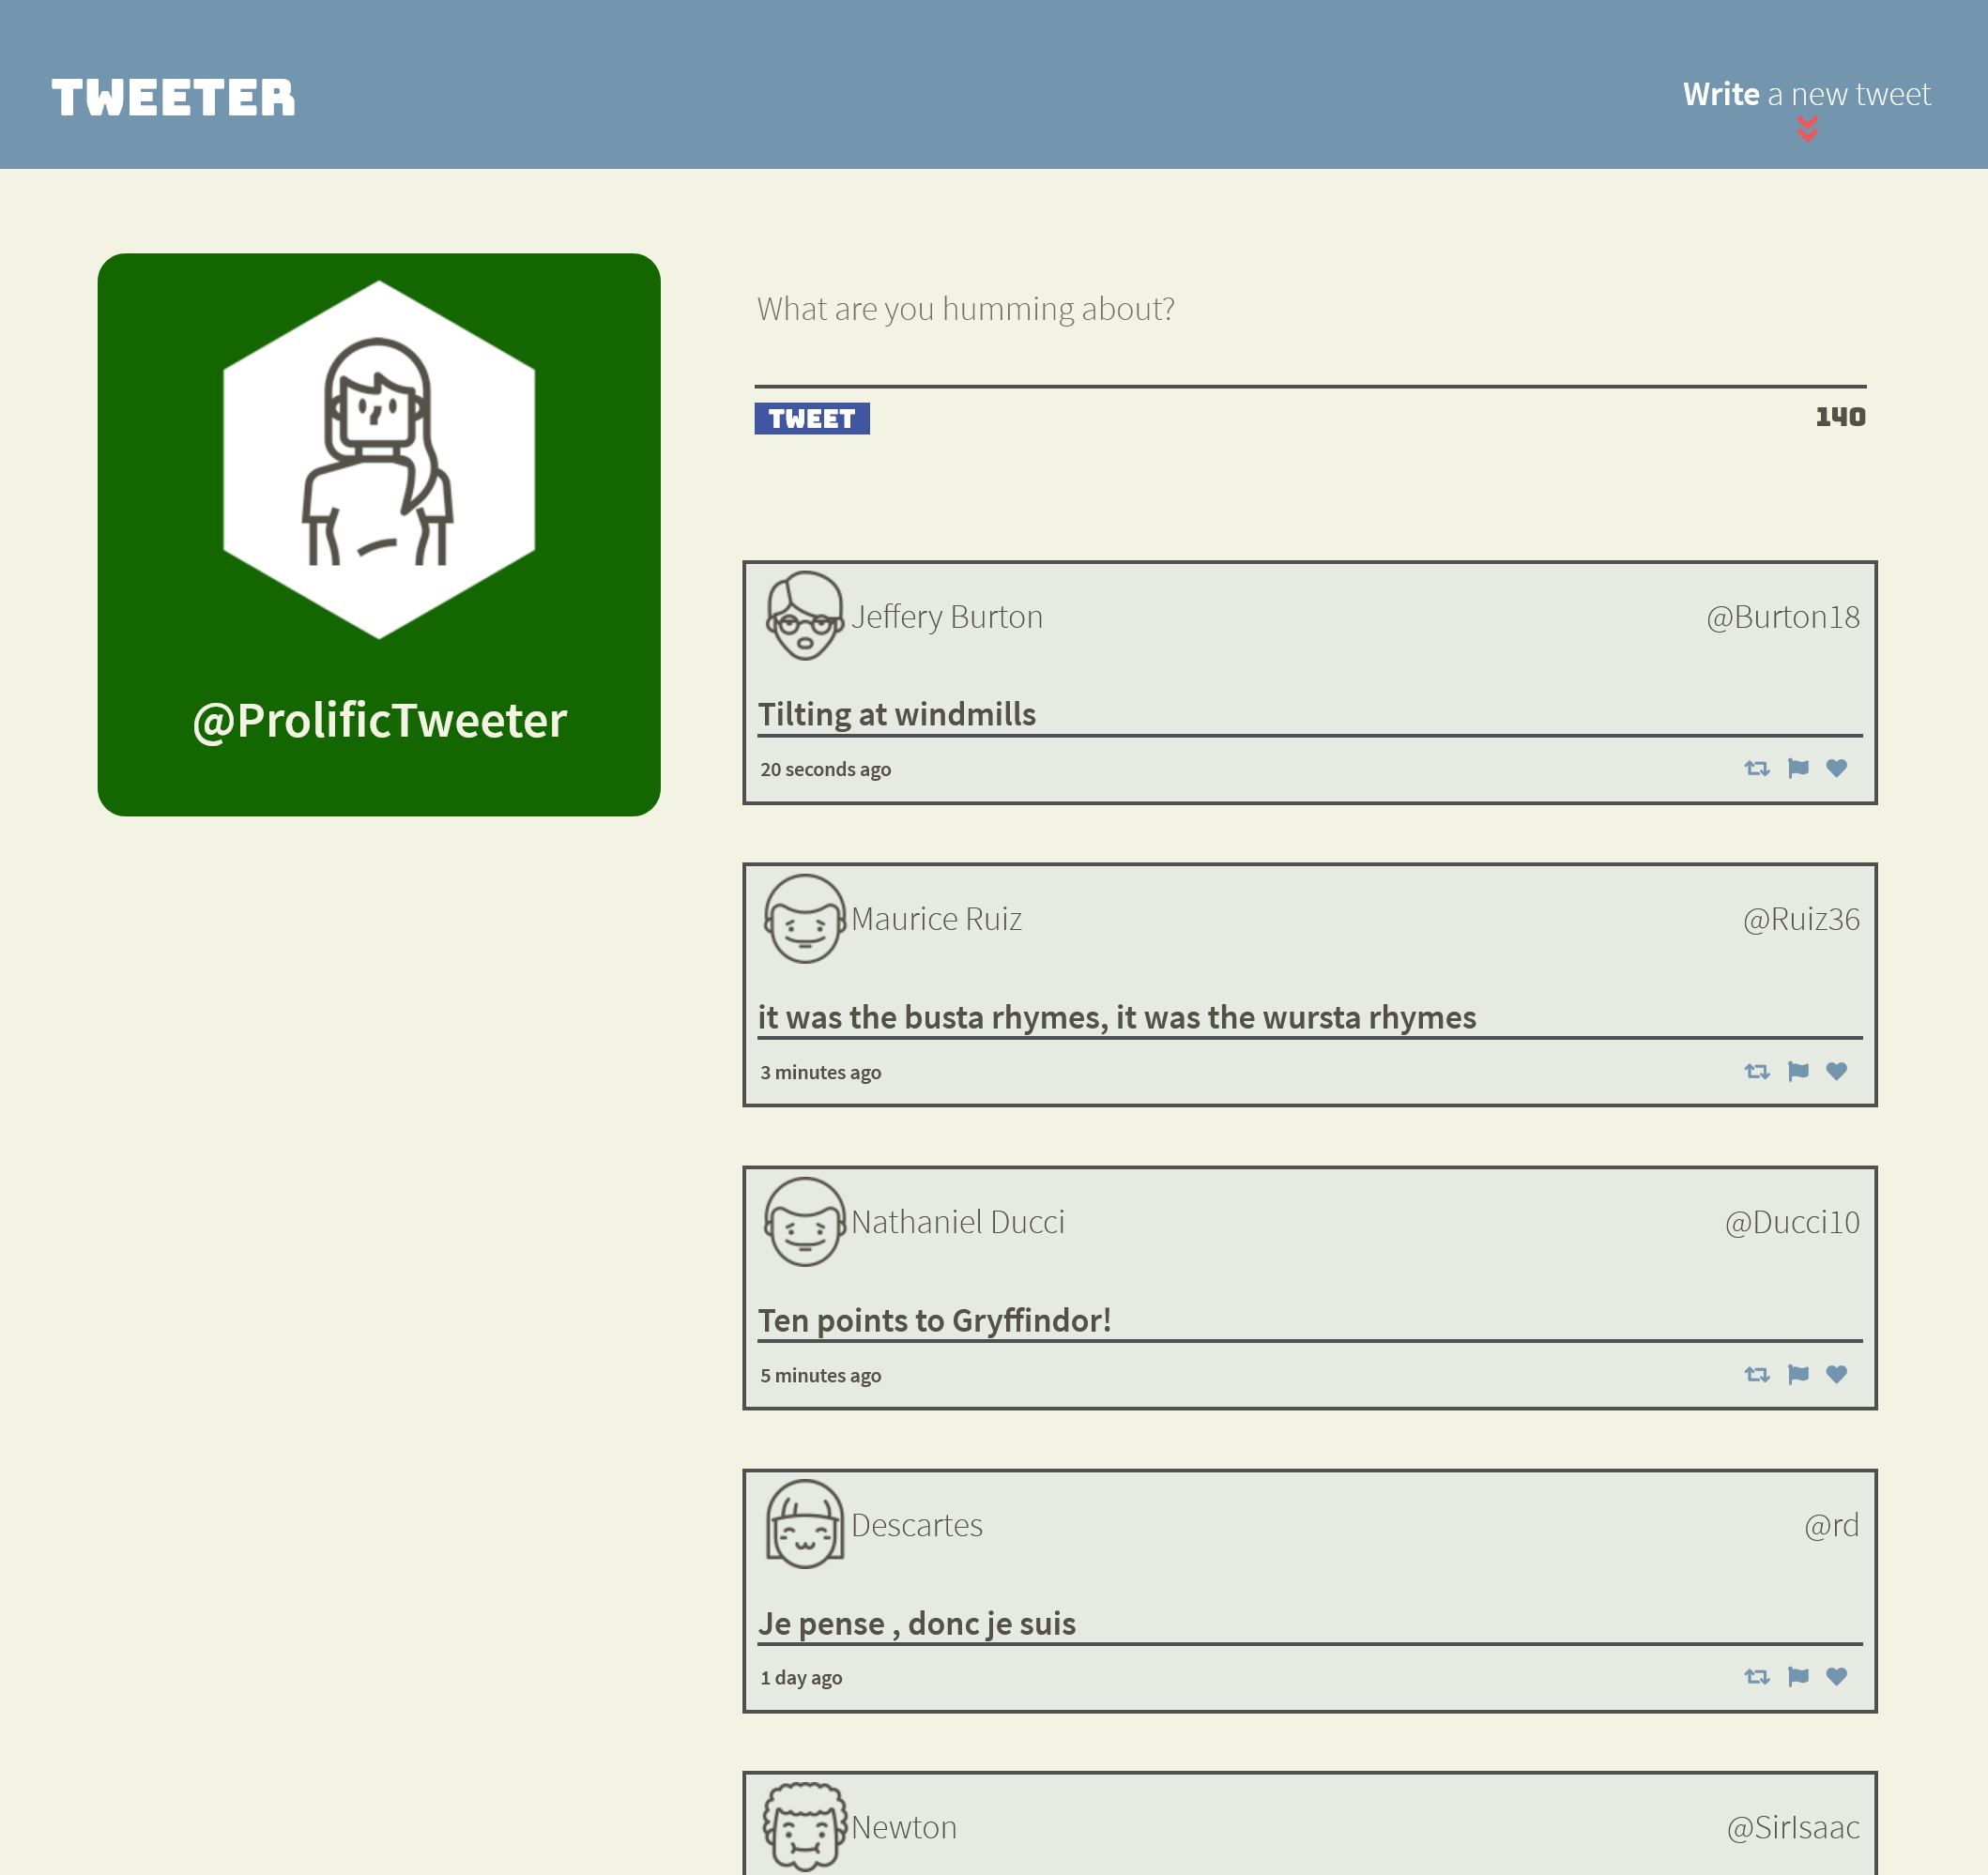 TWEETER
Write a new tweet
@ProlificTweeter
What are you humming about?
TWEET
140
Jeffery Burton
@Burton18
Tilting at windmills
20 seconds ago
Maurice Ruiz
@Ruiz36
it was the busta rhymes, it was the wursta rhymes
3 minutes ago
Nathaniel Ducci
@Ducci10
Ten points to Gryffindor!
5 minutes ago
Descartes
@rd
Je pense , donc je suis
1 day ago
Newton
@SirIsaac